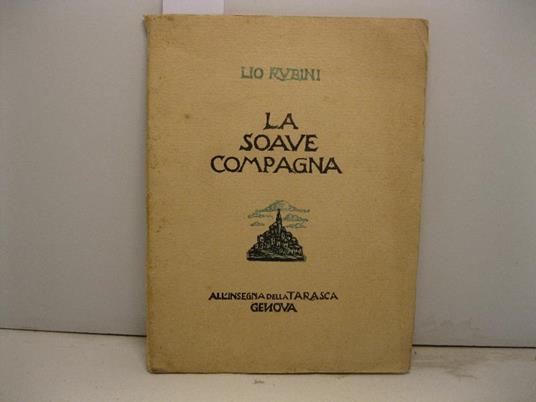 LIO RUBINI
LA
SOAVE
COMPAGNA
ALL'INSEGNA DELLA TARASCA
GENOVA